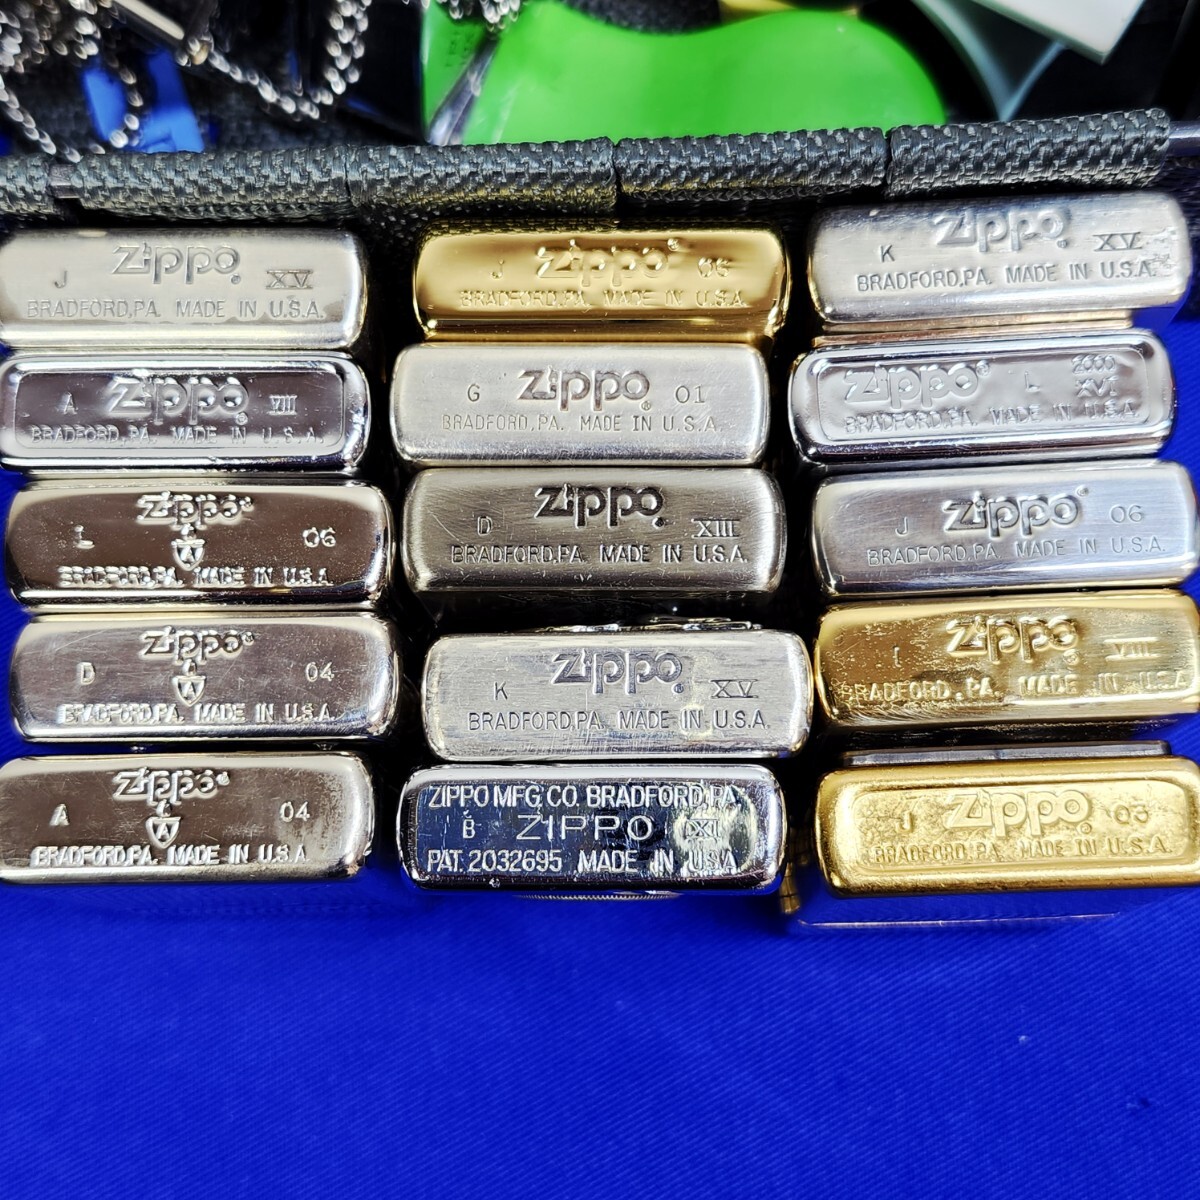 J Zippo XV
BRADFORD,PA. MADE IN U.S.A.
A Zippo VIII
BRADFORD, PA. MADE IN U.S.A.
Zippo
L 06
BRADFORD,PA. MADE IN U.S.A.
Zippo
D 04
BRADFORD,PA. MADE IN U.S.A.
Zippo
A 04
BRADFORD,PA. MADE IN U.S.A.
J Zippo 06
BRADFORD,PA. MADE IN U.S.A.
G Zippo 01
BRADFORD,PA. MADE IN U.S.A.
D Zippo XIII
BRADFORD,PA. MADE IN U.S.A.
K Zippo XV
BRADFORD,PA. MADE IN U.S.A.
ZIPPO MFG. CO. BRADFORD, PA.
B ZIPPO XI
PAT. 2032695 MADE IN U.S.A.
K Zippo XV
BRADFORD,PA. MADE IN U.S.A.
2000
Zippo L XVI
BRADFORD,PA. MADE IN U.S.A.
J Zippo 06
BRADFORD,PA. MADE IN U.S.A.
I Zippo VIII
BRADFORD, PA. MADE IN U.S.A.
J Zippo 03
BRADFORD,PA. MADE IN U.S.A.